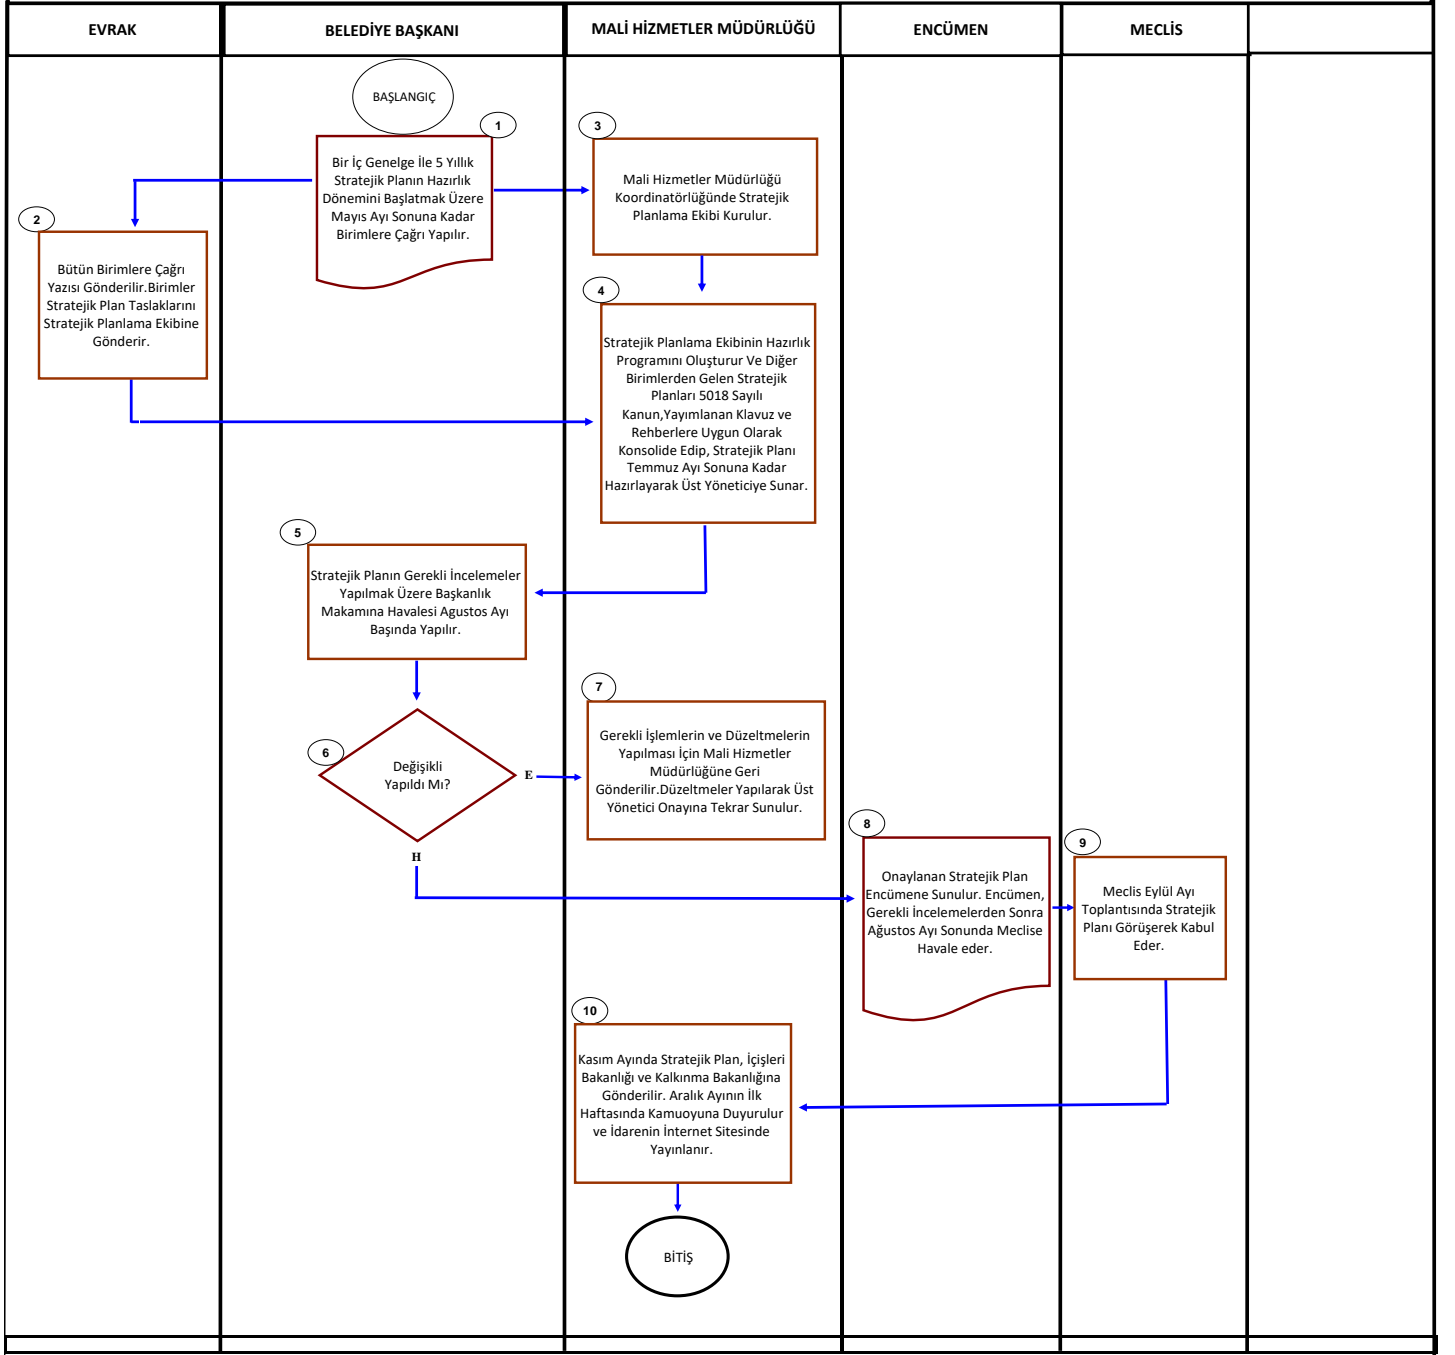 EVRAK
BELEDİYE BAŞKANI
MALİ HİZMETLER MÜDÜRLÜĞÜ
ENCÜMEN
MECLİS
BAŞLANGIÇ
1
Bir İç Genelge İle 5 Yıllık
Stratejik Planın Hazırlık
Dönemini Başlatmak Üzere
Mayıs Ayı Sonuna Kadar
Birimlere Çağrı Yapılır.
2
Bütün Birimlere Çağrı
Yazısı Gönderilir.Birimler
Stratejik Plan Taslaklarını
Stratejik Planlama Ekibine
Gönderir.
3
Mali Hizmetler Müdürlüğü
Koordinatörlüğünde Stratejik
Planlama Ekibi Kurulur.
4
Stratejik Planlama Ekibinin Hazırlık
Programını Oluşturur Ve Diğer
Birimlerden Gelen Stratejik
Planları 5018 Sayılı
Kanun,Yayımlanan Klavuz ve
Rehberlere Uygun Olarak
Konsolide Edip, Stratejik Planı
Temmuz Ayı Sonuna Kadar
Hazırlayarak Üst Yöneticiye Sunar.
5
Stratejik Planın Gerekli İncelemeler
Yapılmak Üzere Başkanlık
Makamına Havalesi Agustos Ayı
Başında Yapılır.
6
Değişikli
Yapıldı Mı?
E
H
7
Gerekli İşlemlerin ve Düzeltmelerin
Yapılması İçin Mali Hizmetler
Müdürlüğüne Geri
Gönderilir.Düzeltmeler Yapılarak Üst
Yönetici Onayına Tekrar Sunulur.
8
Onaylanan Stratejik Plan
Encümene Sunulur. Encümen,
Gerekli İncelemelerden Sonra
Ağustos Ayı Sonunda Meclise
Havale eder.
9
Meclis Eylül Ayı
Toplantısında Stratejik
Planı Görüşerek Kabul
Eder.
10
Kasım Ayında Stratejik Plan, İçişleri
Bakanlığı ve Kalkınma Bakanlığına
Gönderilir. Aralık Ayının İlk
Haftasında Kamuoyuna Duyurulur
ve İdarenin İnternet Sitesinde
Yayınlanır.
BİTİŞ